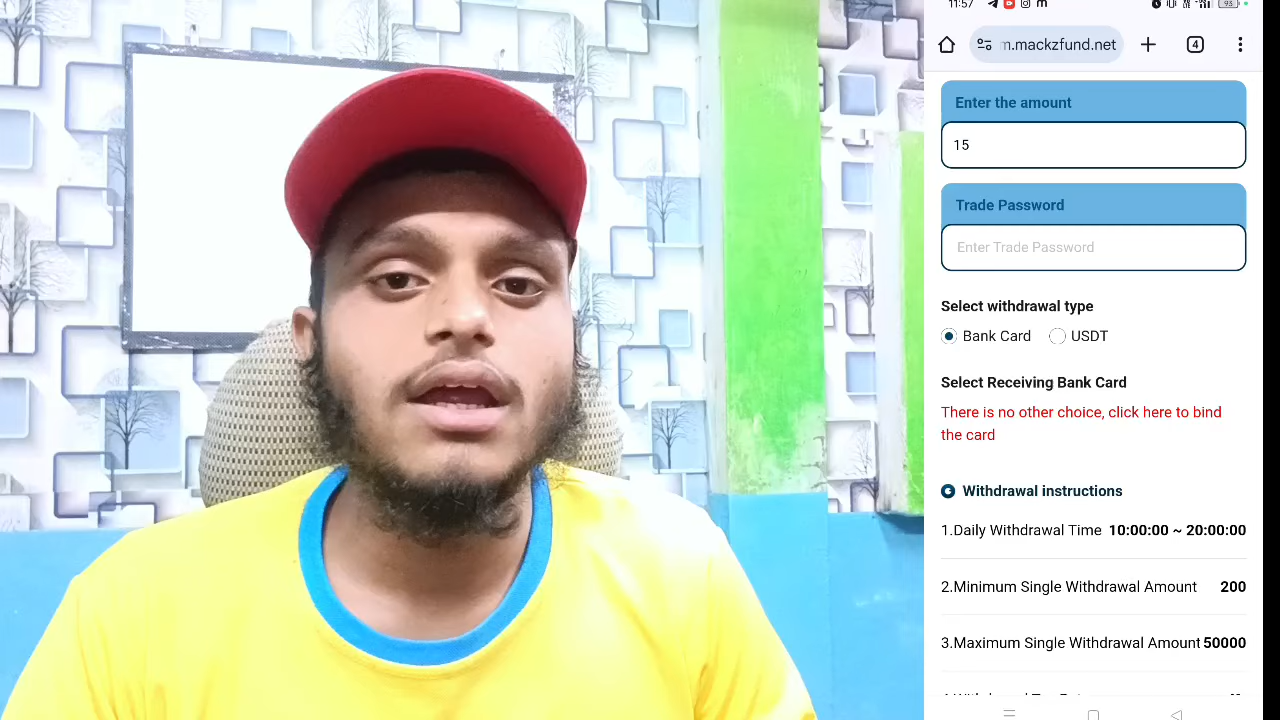 11:57
93
m.mackzfund.net
4
Enter the amount
15
Trade Password
Enter Trade Password
Select withdrawal type
Bank Card USDT
Select Receiving Bank Card
There is no other choice, click here to bind
the card
Withdrawal instructions
1.Daily Withdrawal Time 10:00:00 ~ 20:00:00
2.Minimum Single Withdrawal Amount 200
3.Maximum Single Withdrawal Amount 50000